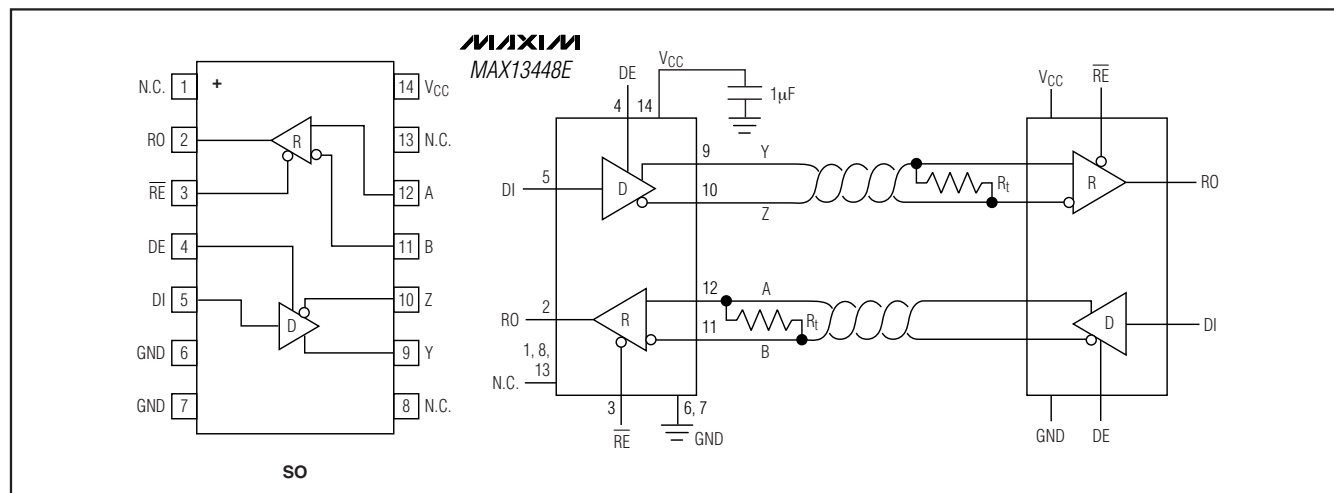 MAXIM
MAX13448E
N.C. 1
+
14 VCC
RO 2
R
13 N.C.
RE 3
12 A
DE 4
11 B
DI 5
D
10 Z
GND 6
9 Y
GND 7
8 N.C.
SO
DE
VCC
4
14
1µF
DI
5
D
9
Y
10
Z
Rt
RO
2
R
12
A
11
B
Rt
1, 8,
13
N.C.
3
RE
6, 7
GND
VCC
RE
R
RO
D
DI
GND
DE